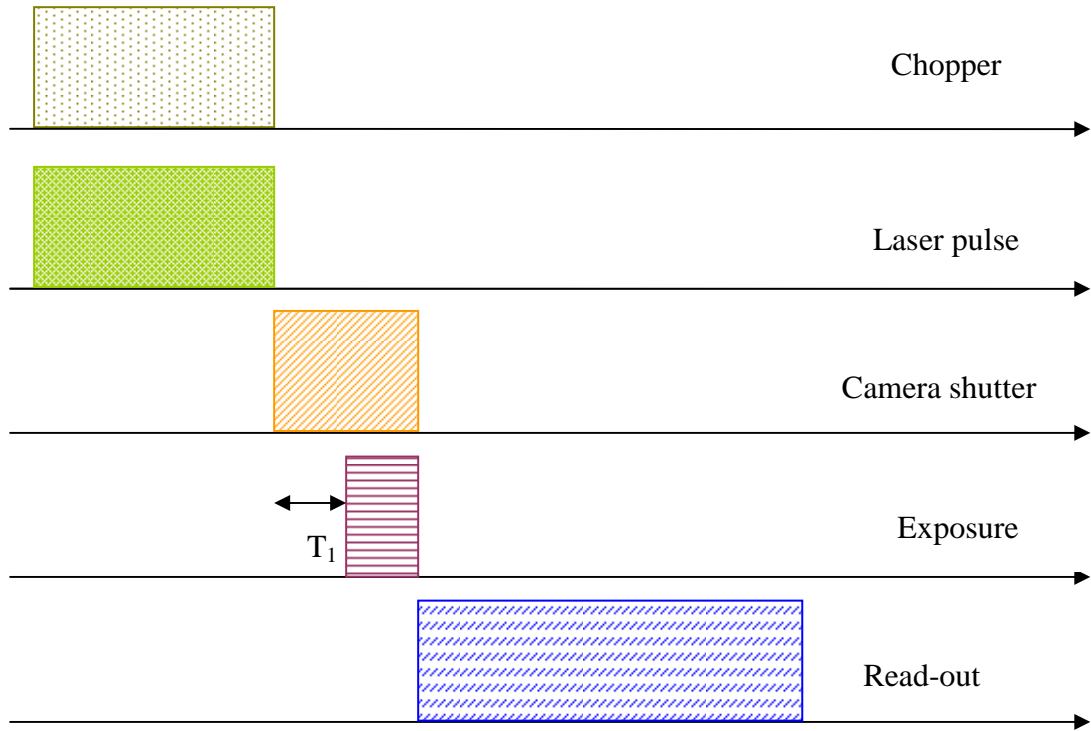 Chopper
Laser pulse
Camera shutter
Exposure
T₁
Read-out